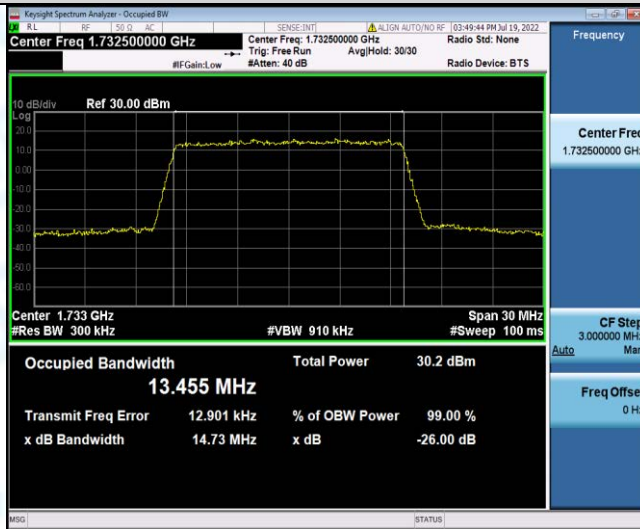 Keysight Spectrum Analyzer - Occupied BW
RL RF 50 Ω AC SENSE:INT ALIGN AUTO/NO RF 03:49:44 PM Jul 19, 2022
Center Freq 1.732500000 GHz
Center Freq: 1.732500000 GHz
Radio Std: None
Trig: Free Run Avg|Hold: 30/30
#IFGain:Low #Atten: 40 dB Radio Device: BTS
10 dB/div Ref 30.00 dBm
Log
20.0
10.0
0.00
-10.0
-20.0
-30.0
-40.0
-50.0
-60.0
Center 1.733 GHz Span 30 MHz
#Res BW 300 kHz #VBW 910 kHz #Sweep 100 ms
Occupied Bandwidth Total Power 30.2 dBm
13.455 MHz
Transmit Freq Error 12.901 kHz % of OBW Power 99.00 %
x dB Bandwidth 14.73 MHz x dB -26.00 dB
MSG STATUS
Frequency
Center Freq
1.732500000 GHz
CF Step
3.000000 MHz
Auto Man
Freq Offset
0 Hz